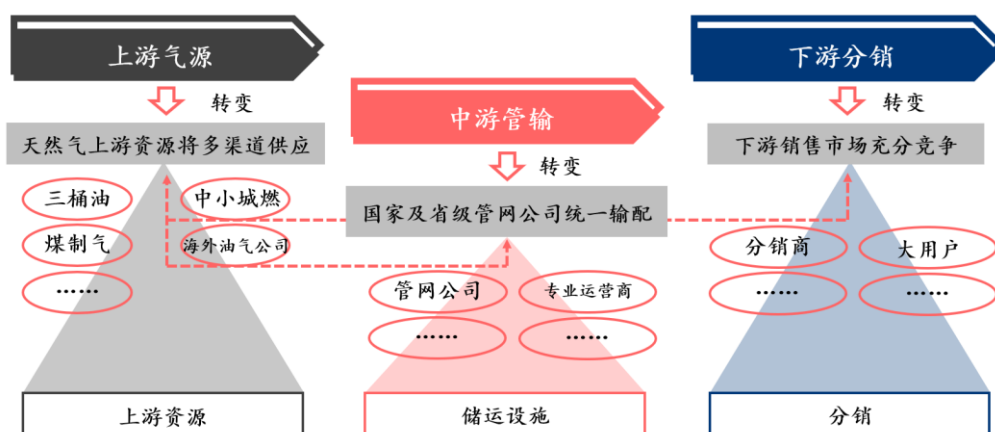 上游气源
转变
天然气上游资源将多渠道供应
三桶油
中小城燃
煤制气
海外油气公司
……
上游资源
中游管输
转变
国家及省级管网公司统一输配
管网公司
专业运营商
……
……
储运设施
下游分销
转变
下游销售市场充分竞争
分销商
大用户
……
……
分销